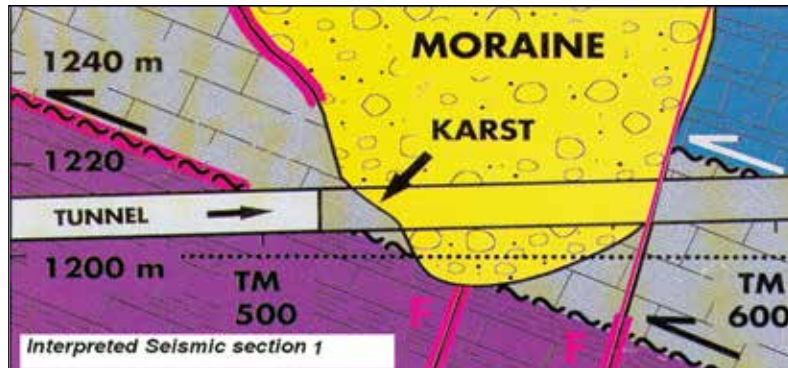 MORAINE
1240 m
KARST
1220
TUNNEL
1200 m
TM
500
TM
600
F
F
Interpreted Seismic section 1